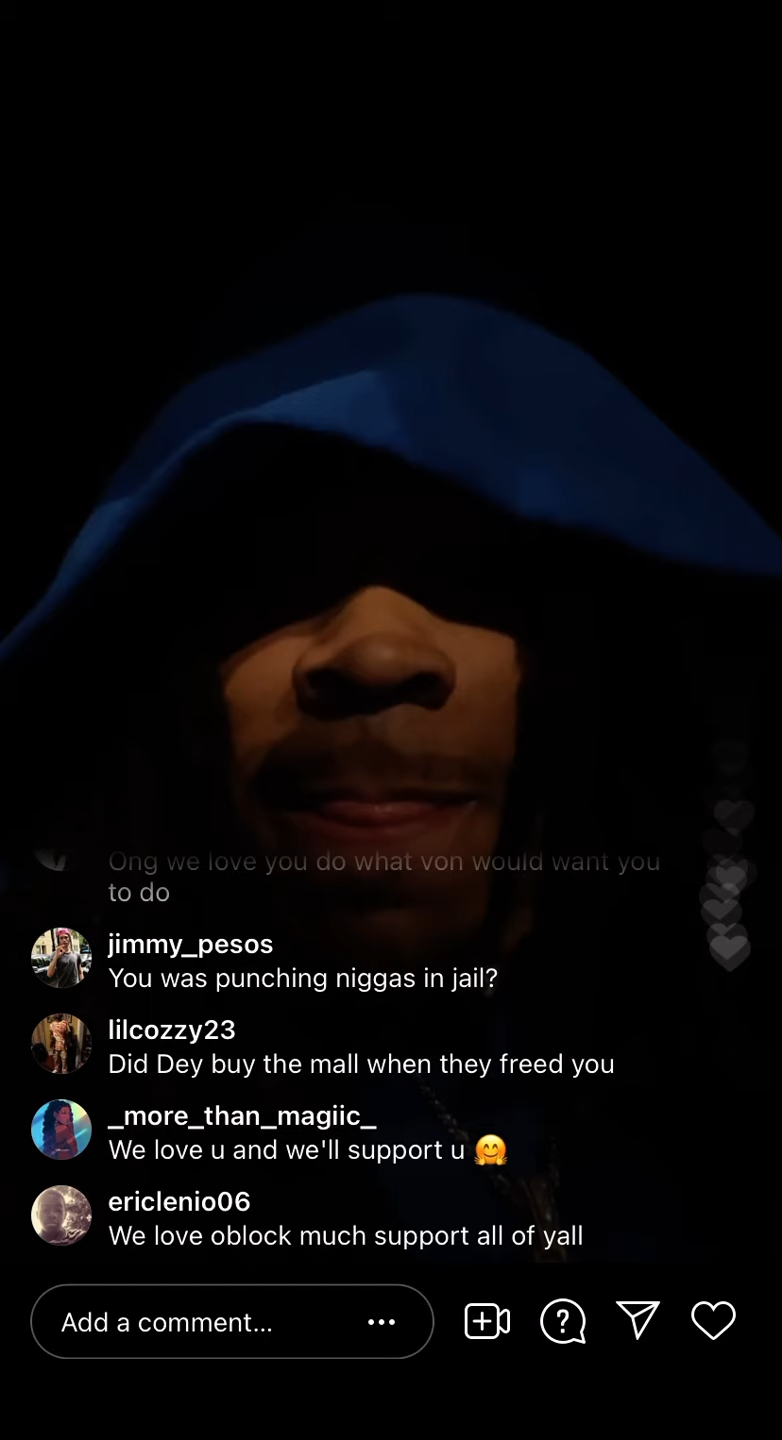 Ong we love you do what von would want you
to do
jimmy_pesos
You was punching niggas in jail?
lilcozzy23
Did Dey buy the mall when they freed you
_more_than_magiic_
We love u and we'll support u 🤗
ericlenio06
We love oblock much support all of yall
Add a comment...